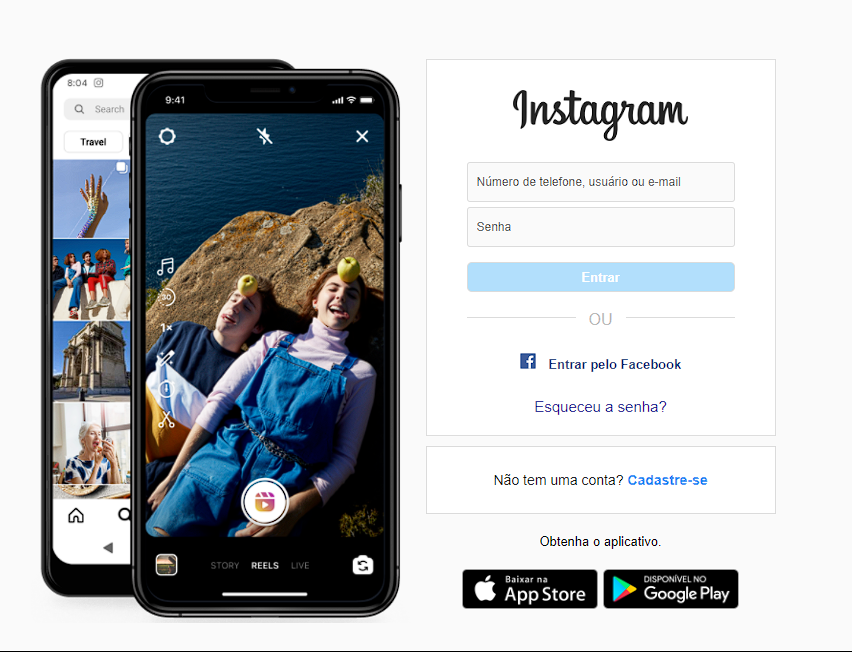 8:04
Search
Travel
9:41
30
1×
STORY REELS LIVE
Instagram
Número de telefone, usuário ou e-mail
Senha
Entrar
OU
Entrar pelo Facebook
Esqueceu a senha?
Não tem uma conta? Cadastre-se
Obtenha o aplicativo.
Baixar na
App Store
DISPONÍVEL NO
Google Play